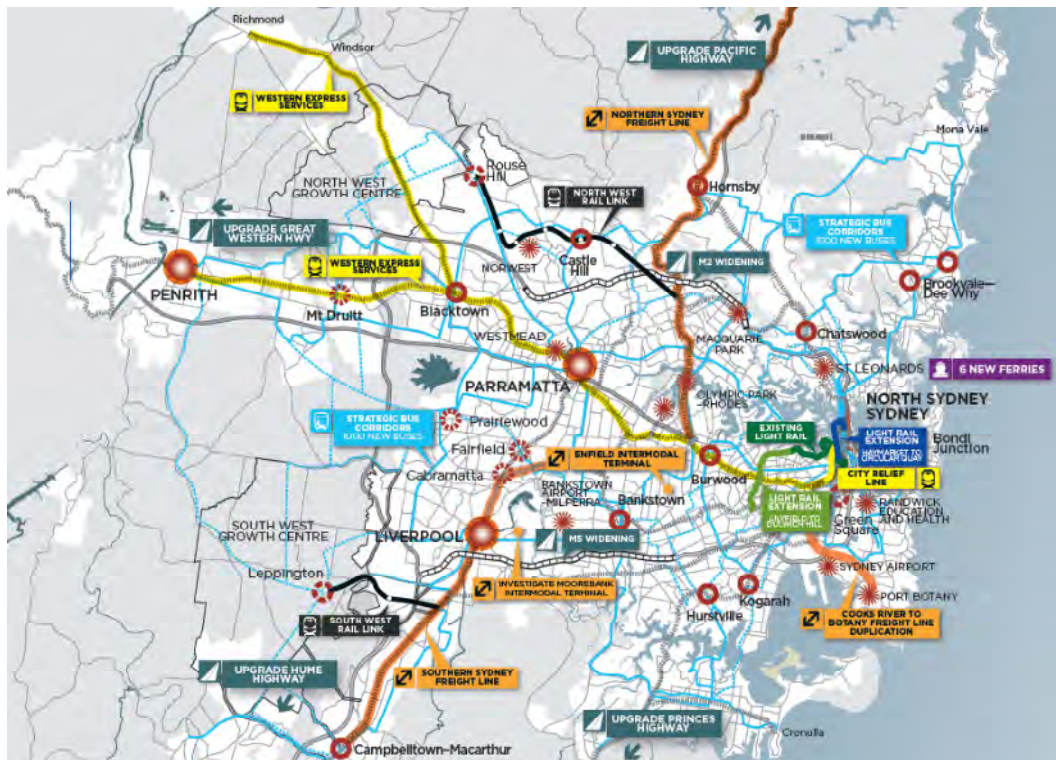 Richmond
Windsor
UPGRADE PACIFIC
HIGHWAY
WESTERN EXPRESS
SERVICES
NORTHERN SYDNEY
FREIGHT LINE
Mona Vale
Rouse
Hill
NORTH WEST
GROWTH CENTRE
Hornsby
NORTH WEST
RAIL LINK
STRATEGIC BUS
CORRIDORS
1000 NEW BUSES
UPGRADE GREAT
WESTERN HWY
WESTERN EXPRESS
SERVICES
NORWEST
Castle
Hill
M2 WIDENING
Brookvale–
Dee Why
PENRITH
Mt Druitt
Blacktown
WESTMEAD
MACQUARIE
PARK
Chatswood
ST LEONARDS
6 NEW FERRIES
PARRAMATTA
OLYMPIC PARK
–RHODES
NORTH SYDNEY
SYDNEY
STRATEGIC BUS
CORRIDORS
1000 NEW BUSES
Prairiewood
Fairfield
Cabramatta
EXISTING
LIGHT RAIL
LIGHT RAIL
EXTENSION
Bondi
Junction
ENFIELD INTERMODAL
TERMINAL
Burwood
CITY RELIEF
LINE
BANKSTOWN
AIRPORT
–MILPERRA
Bankstown
LIGHT RAIL
EXTENSION
Green
Square
RANDWICK
EDUCATION
AND HEALTH
SOUTH WEST
GROWTH CENTRE
LIVERPOOL
M5 WIDENING
SYDNEY AIRPORT
Leppington
INVESTIGATE MOOREBANK
INTERMODAL TERMINAL
Kogarah
Hurstville
PORT BOTANY
SOUTH WEST
RAIL LINK
COOKS RIVER TO
BOTANY FREIGHT LINE
DUPLICATION
UPGRADE HUME
HIGHWAY
SOUTHERN SYDNEY
FREIGHT LINE
UPGRADE PRINCES
HIGHWAY
Cronulla
Campbelltown–Macarthur